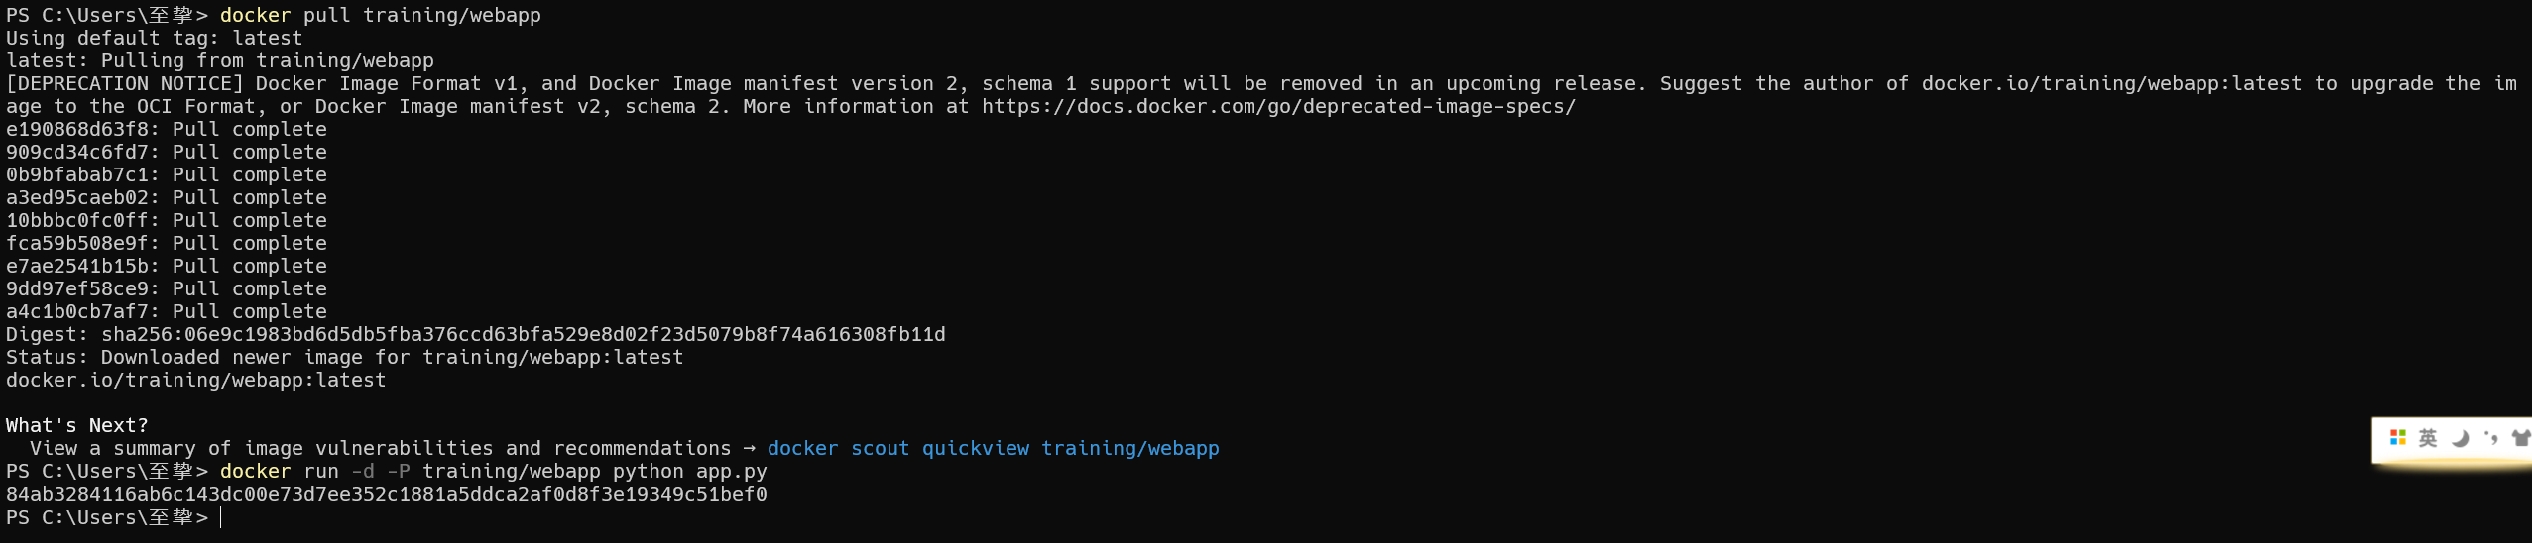 PS C:\Users\至挚> docker pull training/webapp
Using default tag: latest
latest: Pulling from training/webapp
[DEPRECATION NOTICE] Docker Image Format v1, and Docker Image manifest version 2, schema 1 support will be removed in an upcoming release. Suggest the author of docker.io/training/webapp:latest to upgrade the im
age to the OCI Format, or Docker Image manifest v2, schema 2. More information at https://docs.docker.com/go/deprecated-image-specs/
e190868d63f8: Pull complete
909cd34c6fd7: Pull complete
0b9bfabab7c1: Pull complete
a3ed95caeb02: Pull complete
10bbbc0fc0ff: Pull complete
fca59b508e9f: Pull complete
e7ae2541b15b: Pull complete
9dd97ef58ce9: Pull complete
a4c1b0cb7af7: Pull complete
Digest: sha256:06e9c1983bd6d5db5fba376ccd63bfa529e8d02f23d5079b8f74a616308fb11d
Status: Downloaded newer image for training/webapp:latest
docker.io/training/webapp:latest
What's Next?
View a summary of image vulnerabilities and recommendations → docker scout quickview training/webapp
英
PS C:\Users\至挚> docker run -d -P training/webapp python app.py
84ab3284116ab6c143dc00e73d7ee352c1881a5ddca2af0d8f3e19349c51bef0
PS C:\Users\至挚>